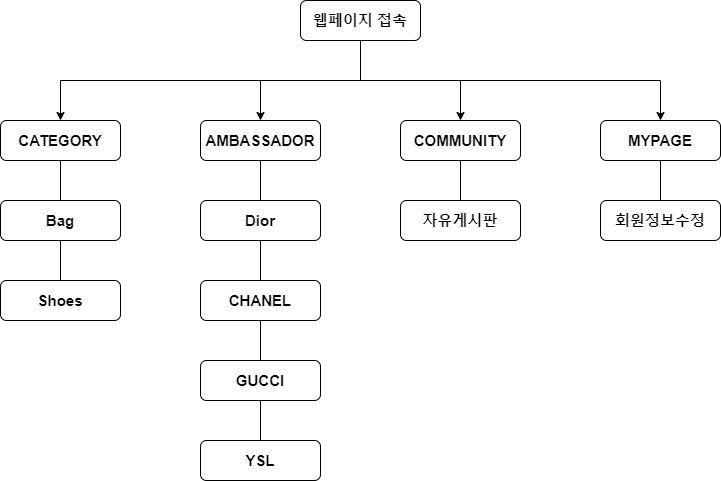 웹페이지 접속
CATEGORY
AMBASSADOR
COMMUNITY
MYPAGE
Bag
Dior
자유게시판
회원정보수정
Shoes
CHANEL
GUCCI
YSL